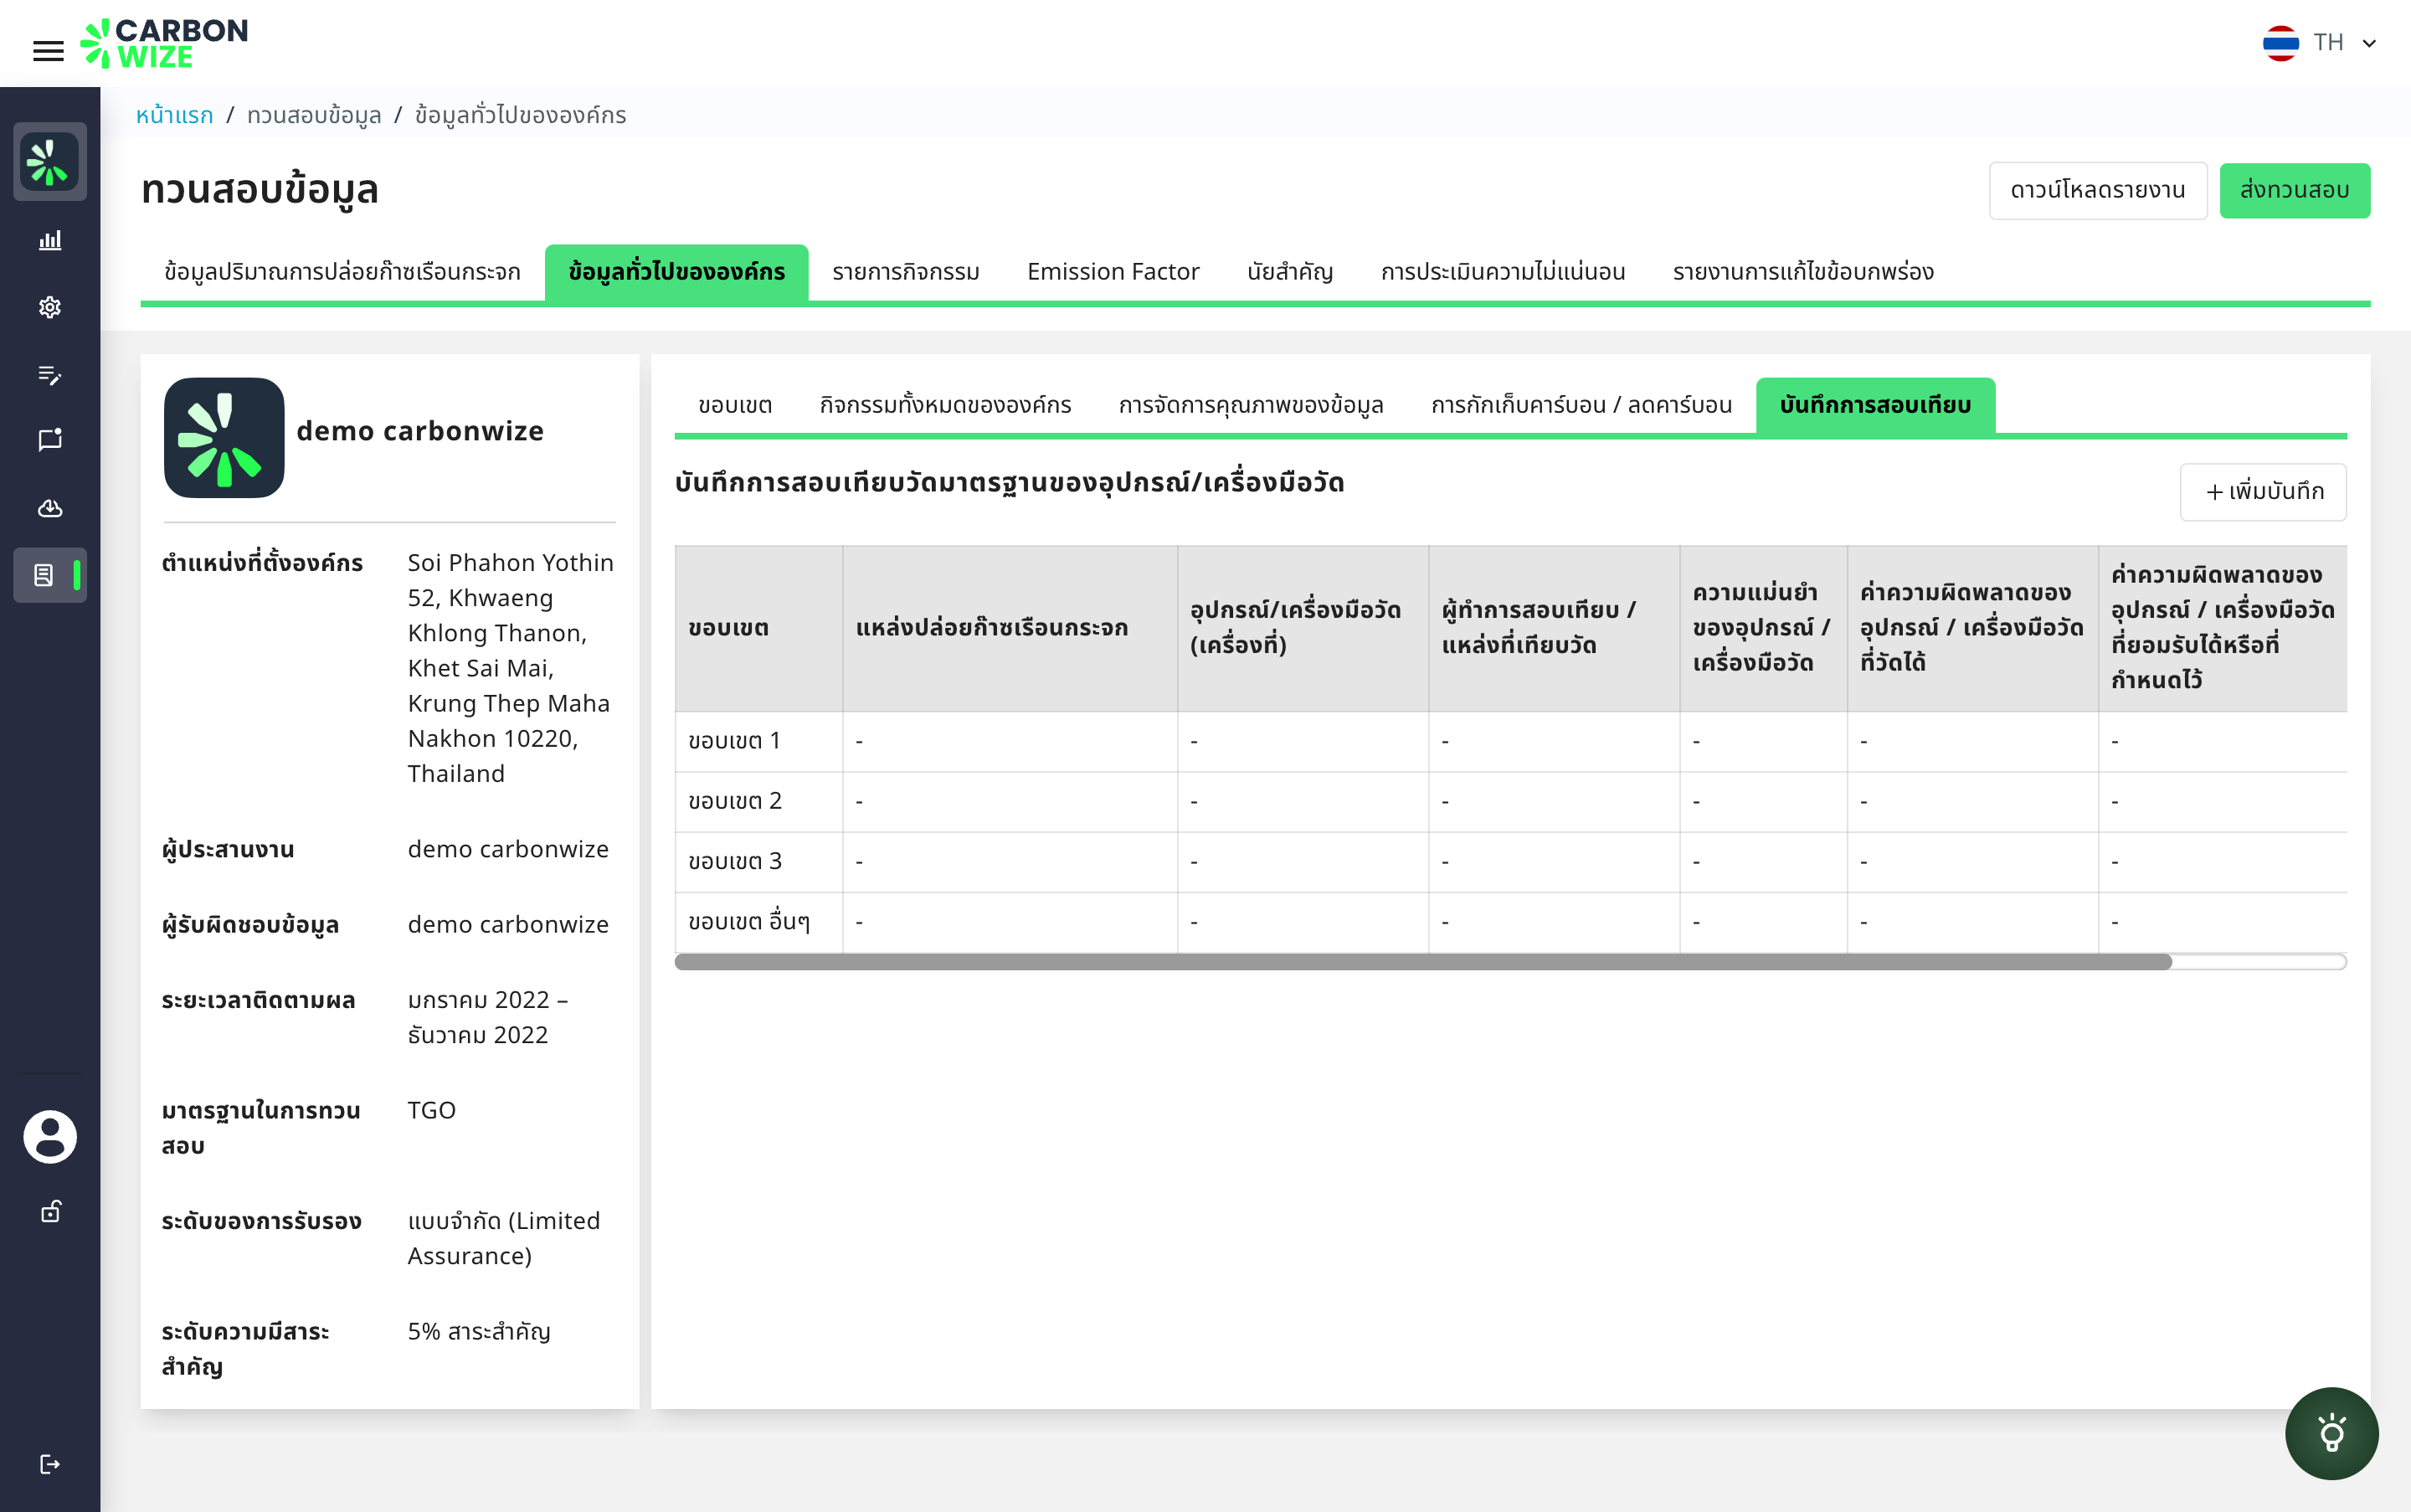 CARBON
WIZE
TH
หน้าแรก / ทวนสอบข้อมูล / ข้อมูลทั่วไปขององค์กร
ทวนสอบข้อมูล
ดาวน์โหลดรายงาน
ส่งทวนสอบ
ข้อมูลปริมาณการปล่อยก๊าซเรือนกระจก
ข้อมูลทั่วไปขององค์กร
รายการกิจกรรม
Emission Factor
นัยสำคัญ
การประเมินความไม่แน่นอน
รายงานการแก้ไขข้อบกพร่อง
demo carbonwize
ตำแหน่งที่ตั้งองค์กร
Soi Phahon Yothin
52, Khwaeng
Khlong Thanon,
Khet Sai Mai,
Krung Thep Maha
Nakhon 10220,
Thailand
ผู้ประสานงาน
demo carbonwize
ผู้รับผิดชอบข้อมูล
demo carbonwize
ระยะเวลาติดตามผล
มกราคม 2022 –
ธันวาคม 2022
มาตรฐานในการทวน
สอบ
TGO
ระดับของการรับรอง
แบบจำกัด (Limited
Assurance)
ระดับความมีสาระ
สำคัญ
5% สาระสำคัญ
ขอบเขต
กิจกรรมทั้งหมดขององค์กร
การจัดการคุณภาพของข้อมูล
การกักเก็บคาร์บอน / ลดคาร์บอน
บันทึกการสอบเทียบ
บันทึกการสอบเทียบวัดมาตรฐานของอุปกรณ์/เครื่องมือวัด
+ เพิ่มบันทึก
ขอบเขต
แหล่งปล่อยก๊าซเรือนกระจก
อุปกรณ์/เครื่องมือวัด
(เครื่องที่)
ผู้ทำการสอบเทียบ /
แหล่งที่เทียบวัด
ความแม่นยำ
ของอุปกรณ์ /
เครื่องมือวัด
ค่าความผิดพลาดของ
อุปกรณ์ / เครื่องมือวัด
ที่วัดได้
ค่าความผิดพลาดของ
อุปกรณ์ / เครื่องมือวัด
ที่ยอมรับได้หรือที่
กำหนดไว้
ขอบเขต 1 - - - - - -
ขอบเขต 2 - - - - - -
ขอบเขต 3 - - - - - -
ขอบเขต อื่นๆ - - - - - -